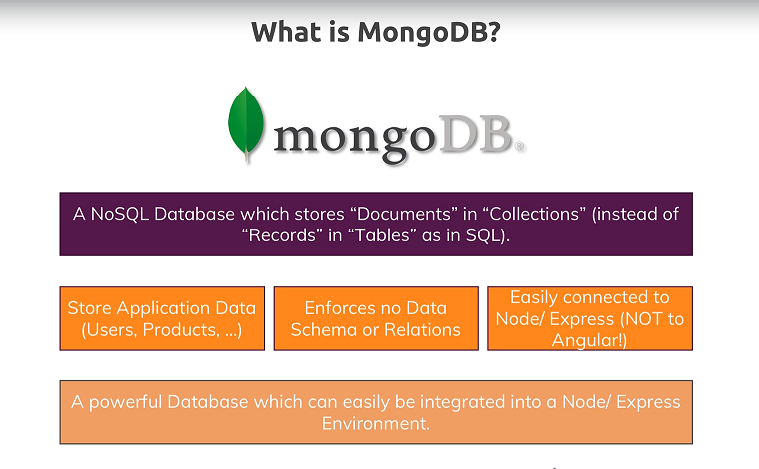 What is MongoDB?
mongoDB®
A NoSQL Database which stores “Documents” in “Collections” (instead of
“Records” in “Tables” as in SQL).
Store Application Data
(Users, Products, ...)
Enforces no Data
Schema or Relations
Easily connected to
Node/ Express (NOT to
Angular!)
A powerful Database which can easily be integrated into a Node/ Express
Environment.